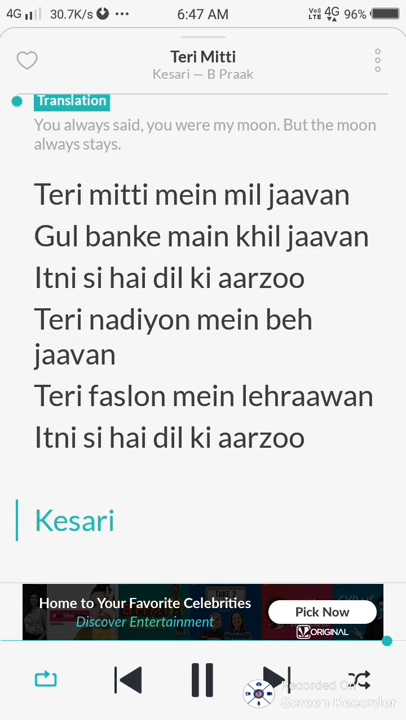 4G 30.7K/s ... 6:47 AM VoD LTE 4G 96%
Teri Mitti
Kesari — B Praak
Translation
You always said, you were my moon. But the moon
always stays.
Teri mitti mein mil jaavan
Gul banke main khil jaavan
Itni si hai dil ki aarzoo
Teri nadiyon mein beh
jaavan
Teri faslon mein lehraawan
Itni si hai dil ki aarzoo
Kesari
Home to Your Favorite Celebrities
Discover Entertainment
Pick Now
ORIGINAL
Recorded On
Screen Recorder